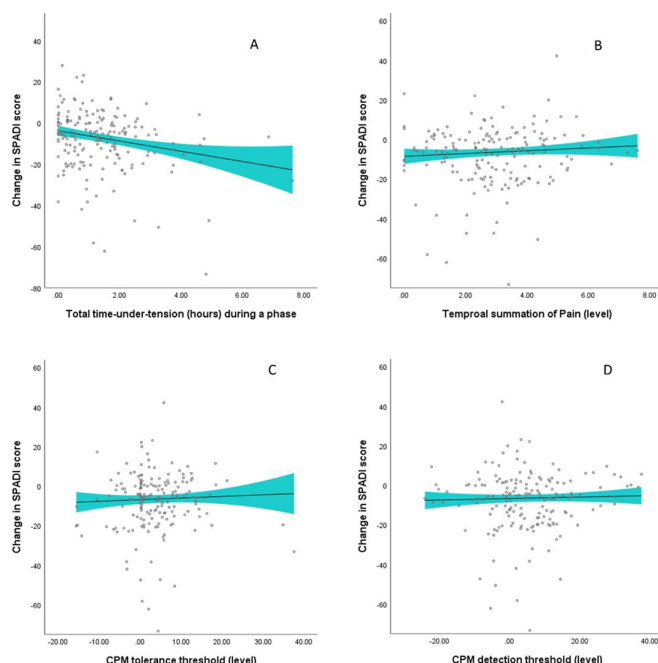 A
B
40
20
0
-20
-40
-60
-80
Change in SPADI score
.00 2.00 4.00 6.00 8.00
Total time-under-tension (hours) during a phase
60
40
20
0
-20
-40
-60
Change in SPADI score
.00 2.00 4.00 6.00 8.00
Temproal summation of Pain (level)
C
D
60
40
20
0
-20
-40
-60
Change in SPADI score
-20.00 -10.00 .00 10.00 20.00 30.00 40.00
CPM tolerance threshold (level)
60
40
20
0
-20
-40
-60
Change in SPADI score
-20.00 .00 20.00 40.00
CPM detection threshold (level)